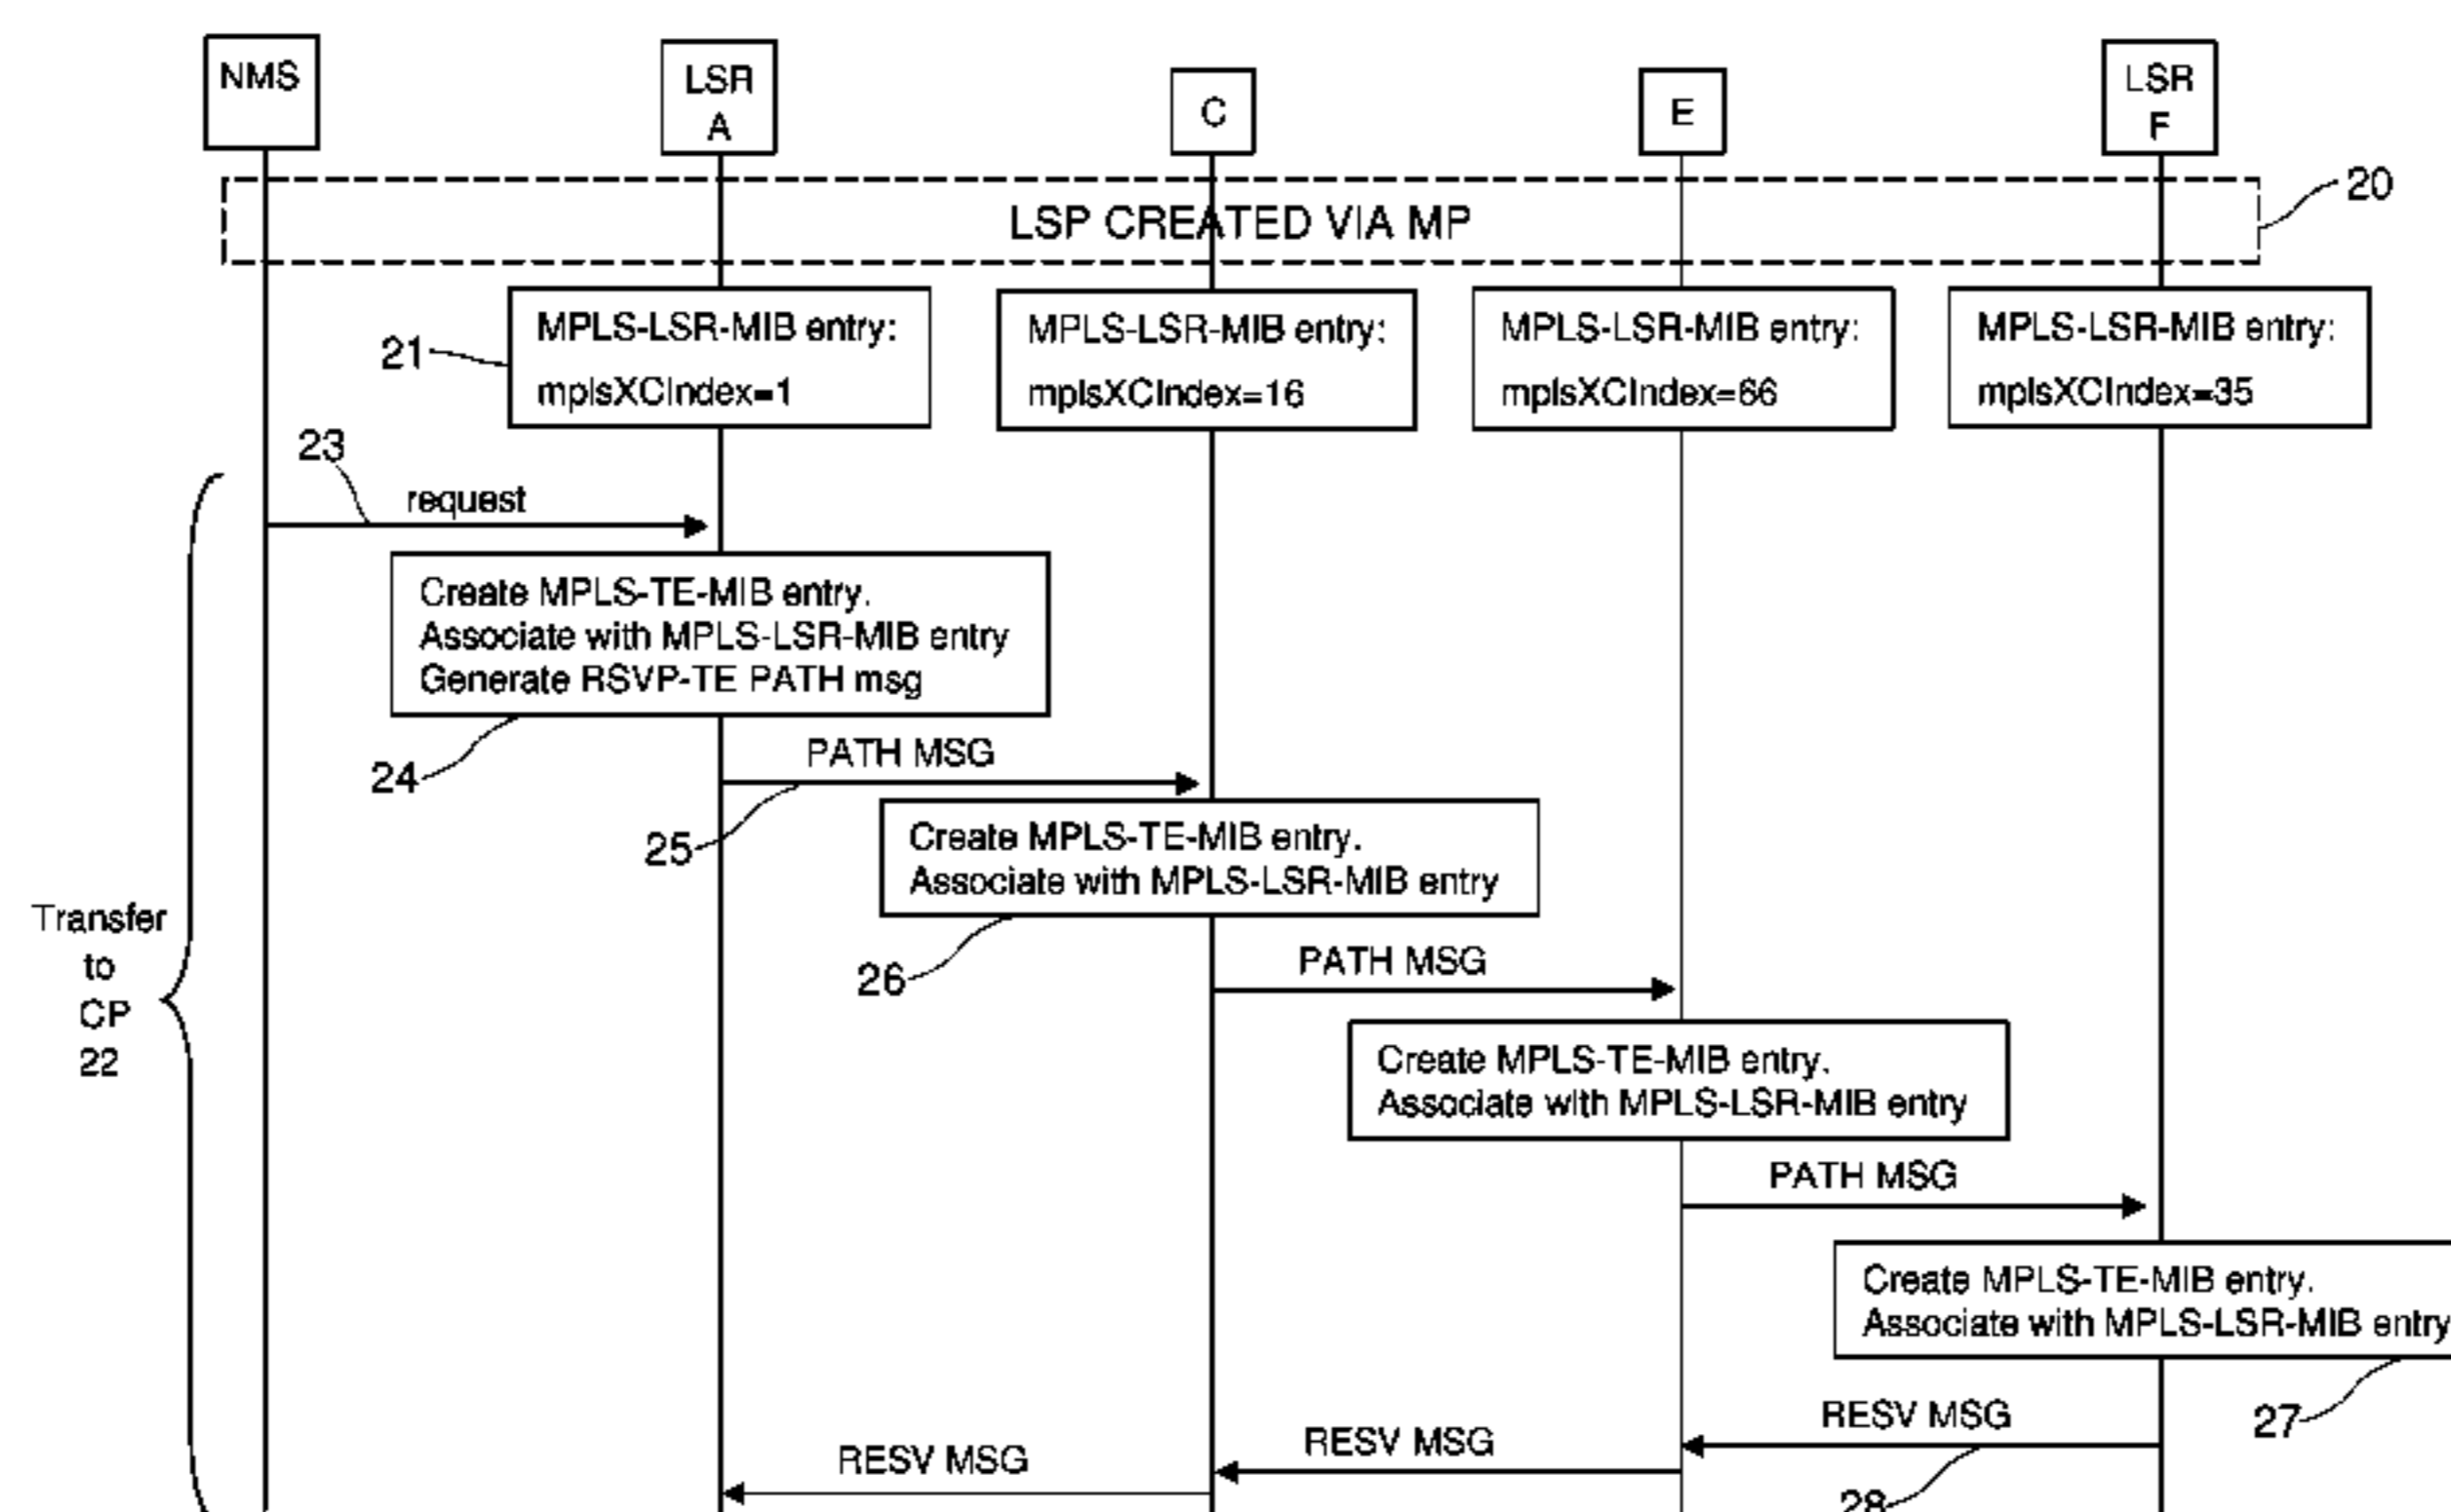 NMS
LSR
A
C
E
LSR
F
LSP CREATED VIA MP
20
21
MPLS-LSR-MIB entry:
mplsXCIndex=1
MPLS-LSR-MIB entry:
mplsXCIndex=16
MPLS-LSR-MIB entry:
mplsXCIndex=66
MPLS-LSR-MIB entry:
mplsXCIndex=35
23
request
Create MPLS-TE-MIB entry.
Associate with MPLS-LSR-MIB entry
Generate RSVP-TE PATH msg
24
PATH MSG
25
Create MPLS-TE-MIB entry.
Associate with MPLS-LSR-MIB entry
26
Transfer
to
CP
22
PATH MSG
Create MPLS-TE-MIB entry.
Associate with MPLS-LSR-MIB entry
PATH MSG
Create MPLS-TE-MIB entry.
Associate with MPLS-LSR-MIB entry
27
RESV MSG
RESV MSG
RESV MSG
28